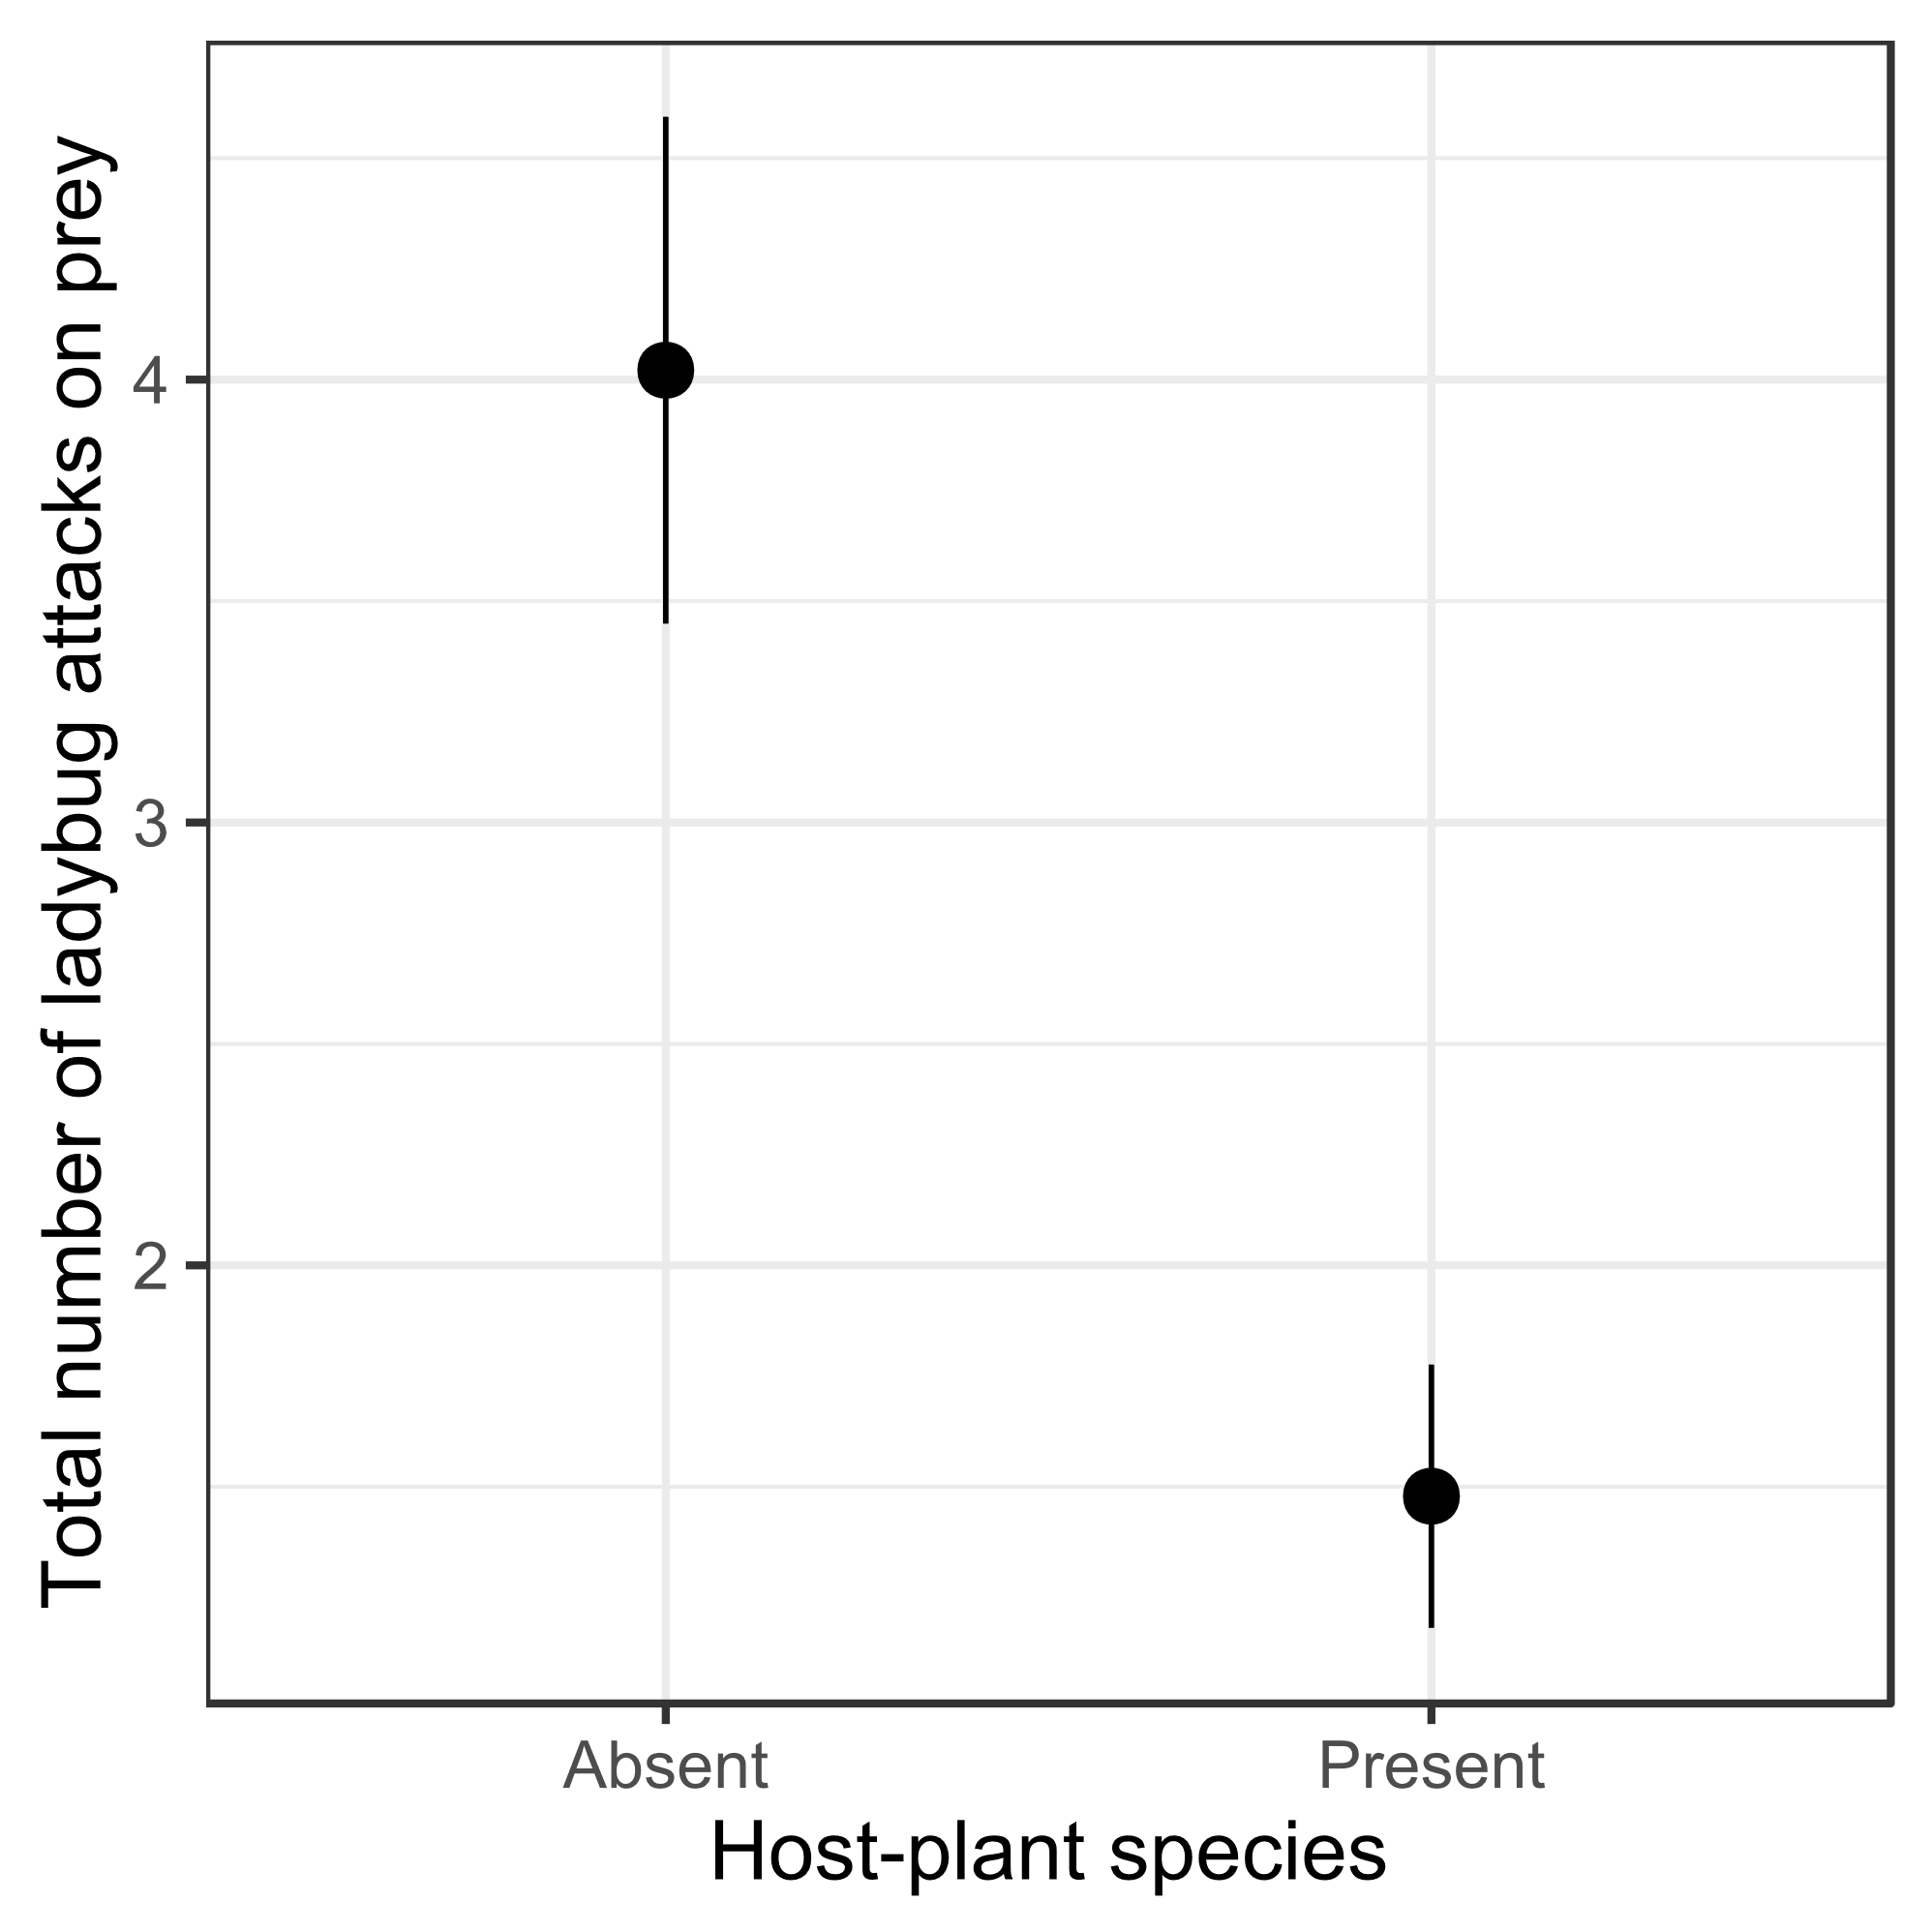 Total number of ladybug attacks on prey
4
3
2
Absent Present
Host-plant species